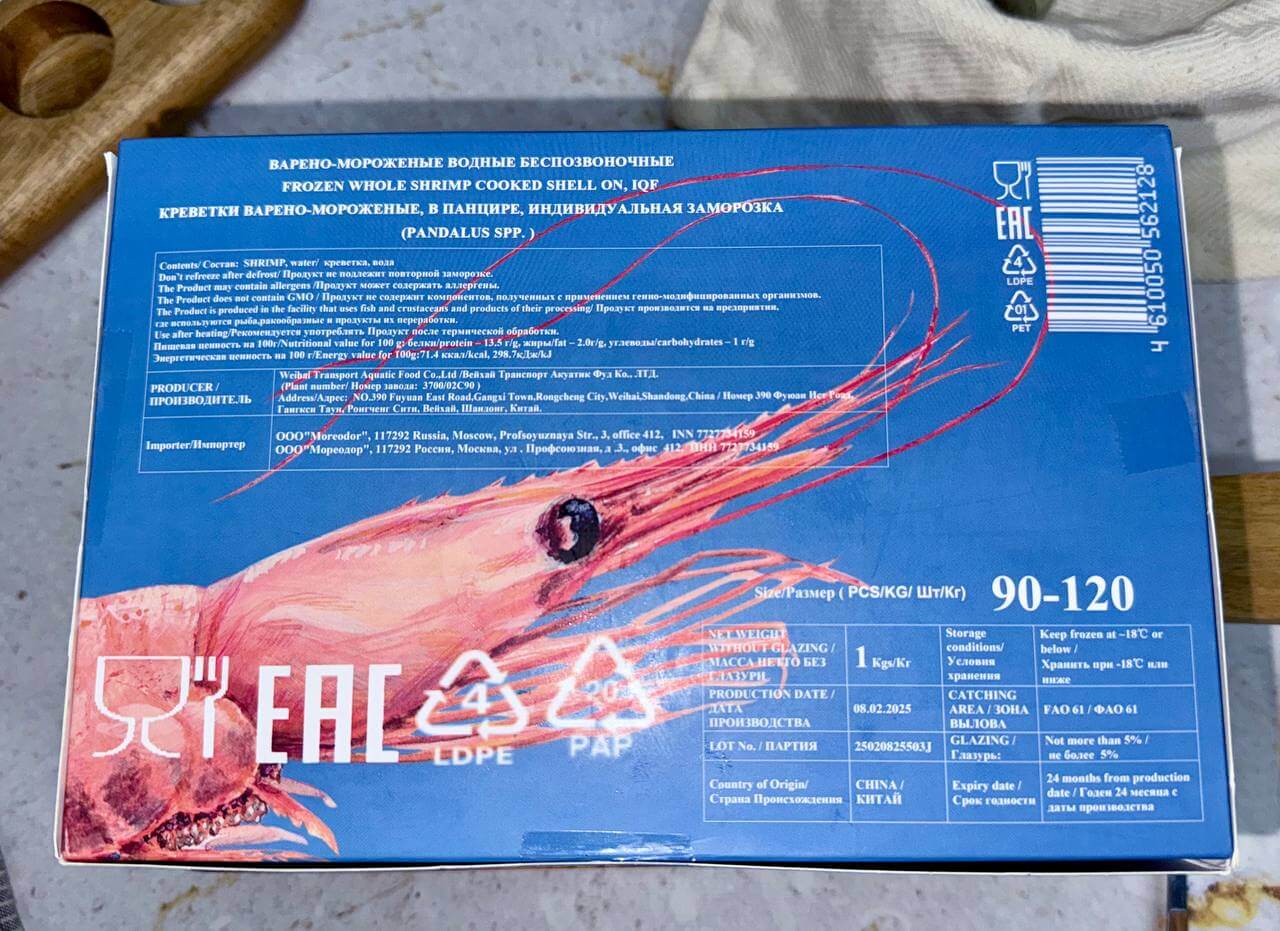 ВАРЕНО-МОРОЖЕНЫЕ ВОДНЫЕ БЕСПОЗВОНОЧНЫЕ
FROZEN WHOLE SHRIMP COOKED SHELL ON, IQF
КРЕВЕТКИ ВАРЕНО-МОРОЖЕНЫЕ, В ПАНЦИРЕ, ИНДИВИДУАЛЬНАЯ ЗАМОРОЗКА
(PANDALUS SPP. )
Contents/ Состав: SHRIMP, water/ креветка, вода
Don't refreeze after defrost/ Продукт не подлежит повторной заморозке.
The Product may contain allergens /Продукт может содержать аллергены.
The Product does not contain GMO / Продукт не содержит компонентов, полученных с применением генно-модифицированных организмов.
The Product is produced in the facility that uses fish and crustaceans and products of their processing/ Продукт производится на предприятии,
где используются рыба,ракообразные и продукты их переработки.
Use after heating/Рекомендуется употреблять Продукт после термической обработки.
Пищевая ценность на 100г/Nutritional value for 100 g: белки/protein – 13.5 г/g, жиры/fat – 2.0г/g, углеводы/carbohydrates – 1 г/g
Энергетическая ценность на 100 г/Energy value for 100g:71.4 ккал/kcal, 298.7кДж/kJ
PRODUCER /
ПРОИЗВОДИТЕЛЬ
Weihai Transport Aquatic Food Co.,Ltd /Вейхай Транспорт Акуатик Фуд Ко., ЛТД.
(Plant number/ Номер завода: 3700/02C90 )
Address/Адрес: NO.390 Fuyuan East Road,Gangxi Town,Rongcheng City,Weihai,Shandong,China / Номер 390 Фуюан Ист Роад,
Гангкси Таун, Ронгченг Сити, Вейхай, Шандонг, Китай.
Importer/Импортер
ООО"Moreodor", 117292 Russia, Moscow, Profsoyuznaya Str., 3, office 412, INN 7727734159
ООО"Мореодор", 117292 Россия, Москва, ул . Профсоюзная, д .3., офис 412, ИНН 7727734159
EAC
4
LDPE
01
PET
4 610050 562128
Size/Размер ( PCS/KG/ Шт/Кг) 90-120
NET WEIGHT
WITHOUT GLAZING /
МАССА НЕТТО БЕЗ
ГЛАЗУРИ
1 Kgs/Кг
Storage
conditions/
Условия
хранения
Keep frozen at –18℃ or
below /
Хранить при -18℃ или
ниже
PRODUCTION DATE /
ДАТА
ПРОИЗВОДСТВА
08.02.2025
CATCHING
AREA / ЗОНА
ВЫЛОВА
FAO 61 / ФАО 61
LOT No. / ПАРТИЯ
25020825503J
GLAZING /
Глазурь:
Not more than 5% /
не более 5%
Country of Origin/
Страна Происхождения
CHINA /
КИТАЙ
Expiry date /
Срок годности
24 months from production
date / Годен 24 месяца с
даты производства
EAC
4
LDPE
20
PAP